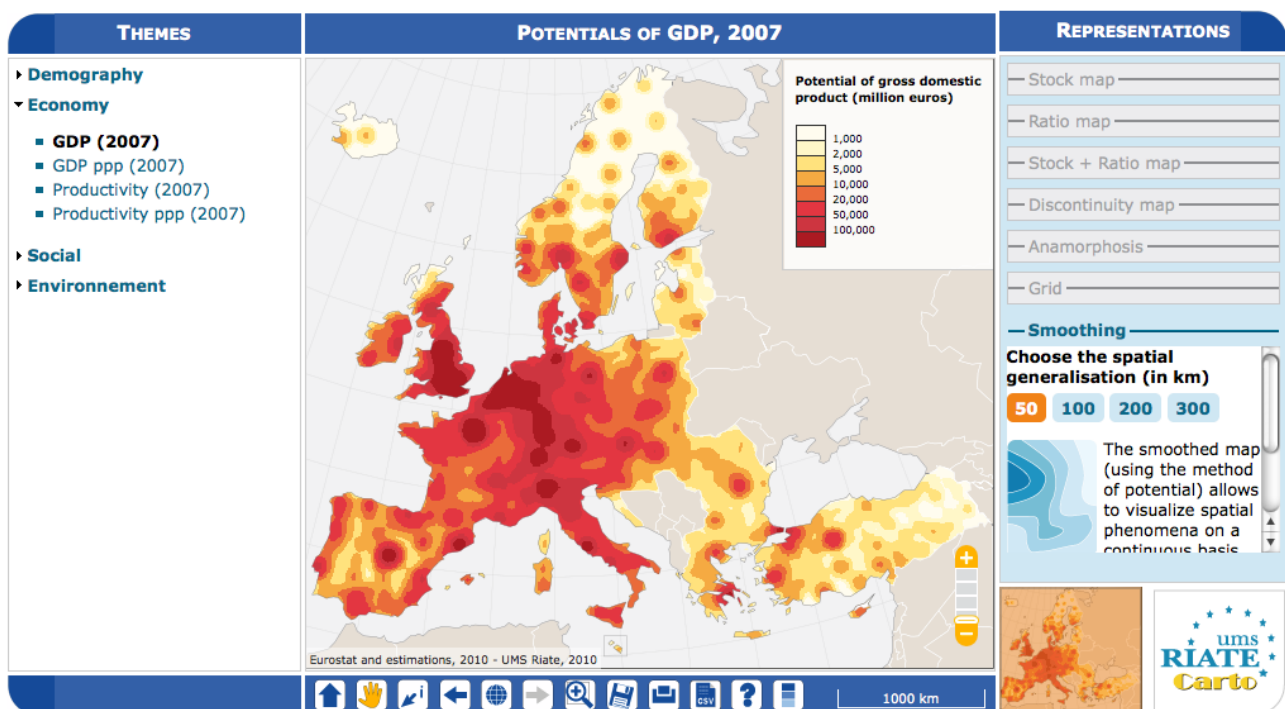 THEMES
Demography
Economy
GDP (2007)
GDP ppp (2007)
Productivity (2007)
Productivity ppp (2007)
Social
Environnement
POTENTIALS OF GDP, 2007
Potential of gross domestic
product (million euros)
1,000
2,000
5,000
10,000
20,000
50,000
100,000
Eurostat and estimations, 2010 - UMS Riate, 2010
i
CSV
?
1000 km
REPRESENTATIONS
Stock map
Ratio map
Stock + Ratio map
Discontinuity map
Anamorphosis
Grid
Smoothing
Choose the spatial
generalisation (in km)
50 100 200 300
The smoothed map
(using the method
of potential) allows
to visualize spatial
phenomena on a
continuous basis
ums
RIATE
Carto